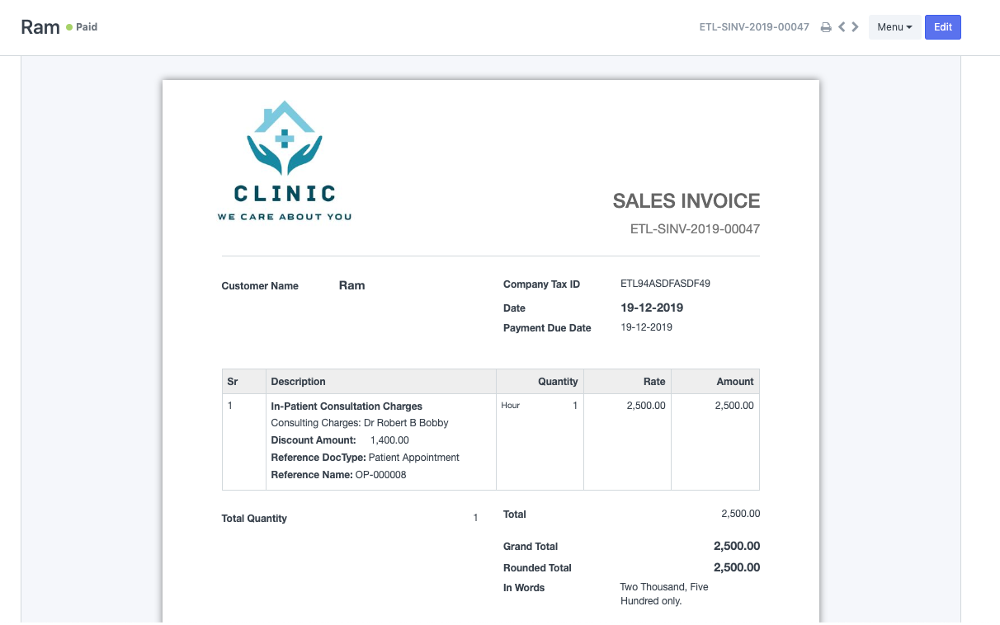 Ram Paid ETL-SINV-2019-00047 Menu Edit
CLINIC
WE CARE ABOUT YOU
SALES INVOICE
ETL-SINV-2019-00047
Customer Name Ram
Company Tax ID ETL94ASDFASDF49
Date 19-12-2019
Payment Due Date 19-12-2019
Sr Description Quantity Rate Amount
1 In-Patient Consultation Charges Hour 1 2,500.00 2,500.00
Consulting Charges: Dr Robert B Bobby
Discount Amount: 1,400.00
Reference DocType: Patient Appointment
Reference Name: OP-000008
Total Quantity 1
Total 2,500.00
Grand Total 2,500.00
Rounded Total 2,500.00
In Words Two Thousand, Five
Hundred only.